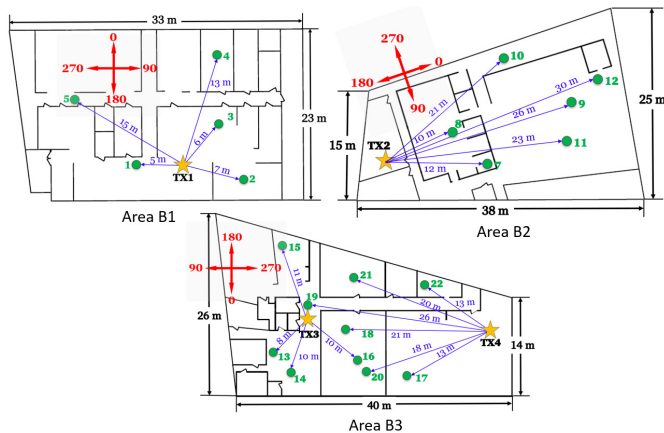 33 m
0
270
90
180
4
13 m
5
3
15 m
6 m
23 m
5 m
1
TX1
7 m
2
Area B1
38 m
270
0
180
90
10
21 m
30 m
12
26 m
9
25 m
15 m
10 m
8
23 m
11
TX2
12 m
7
38 m
Area B2
180
90
270
0
15
11 m
21
22
20 m
13 m
19
26 m
26 m
TX3
18
21 m
TX4
14 m
8 m
10 m
18 m
13 m
13
10 m
16
14
20
17
40 m
Area B3